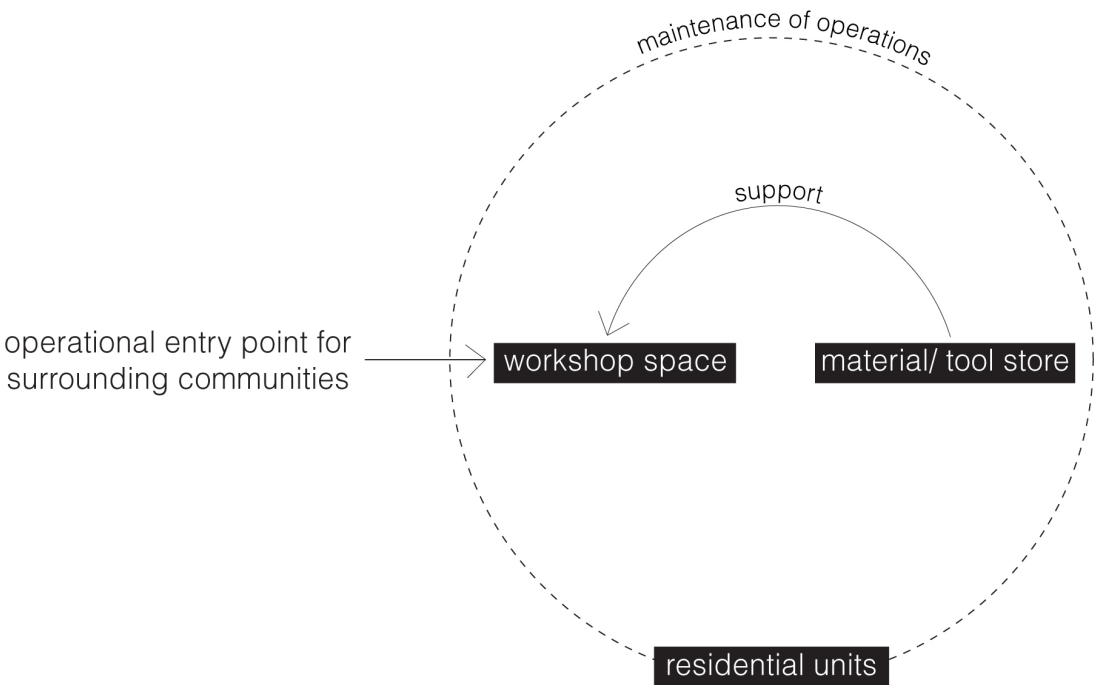 maintenance of operations
support
operational entry point for
surrounding communities
workshop space
material/ tool store
residential units